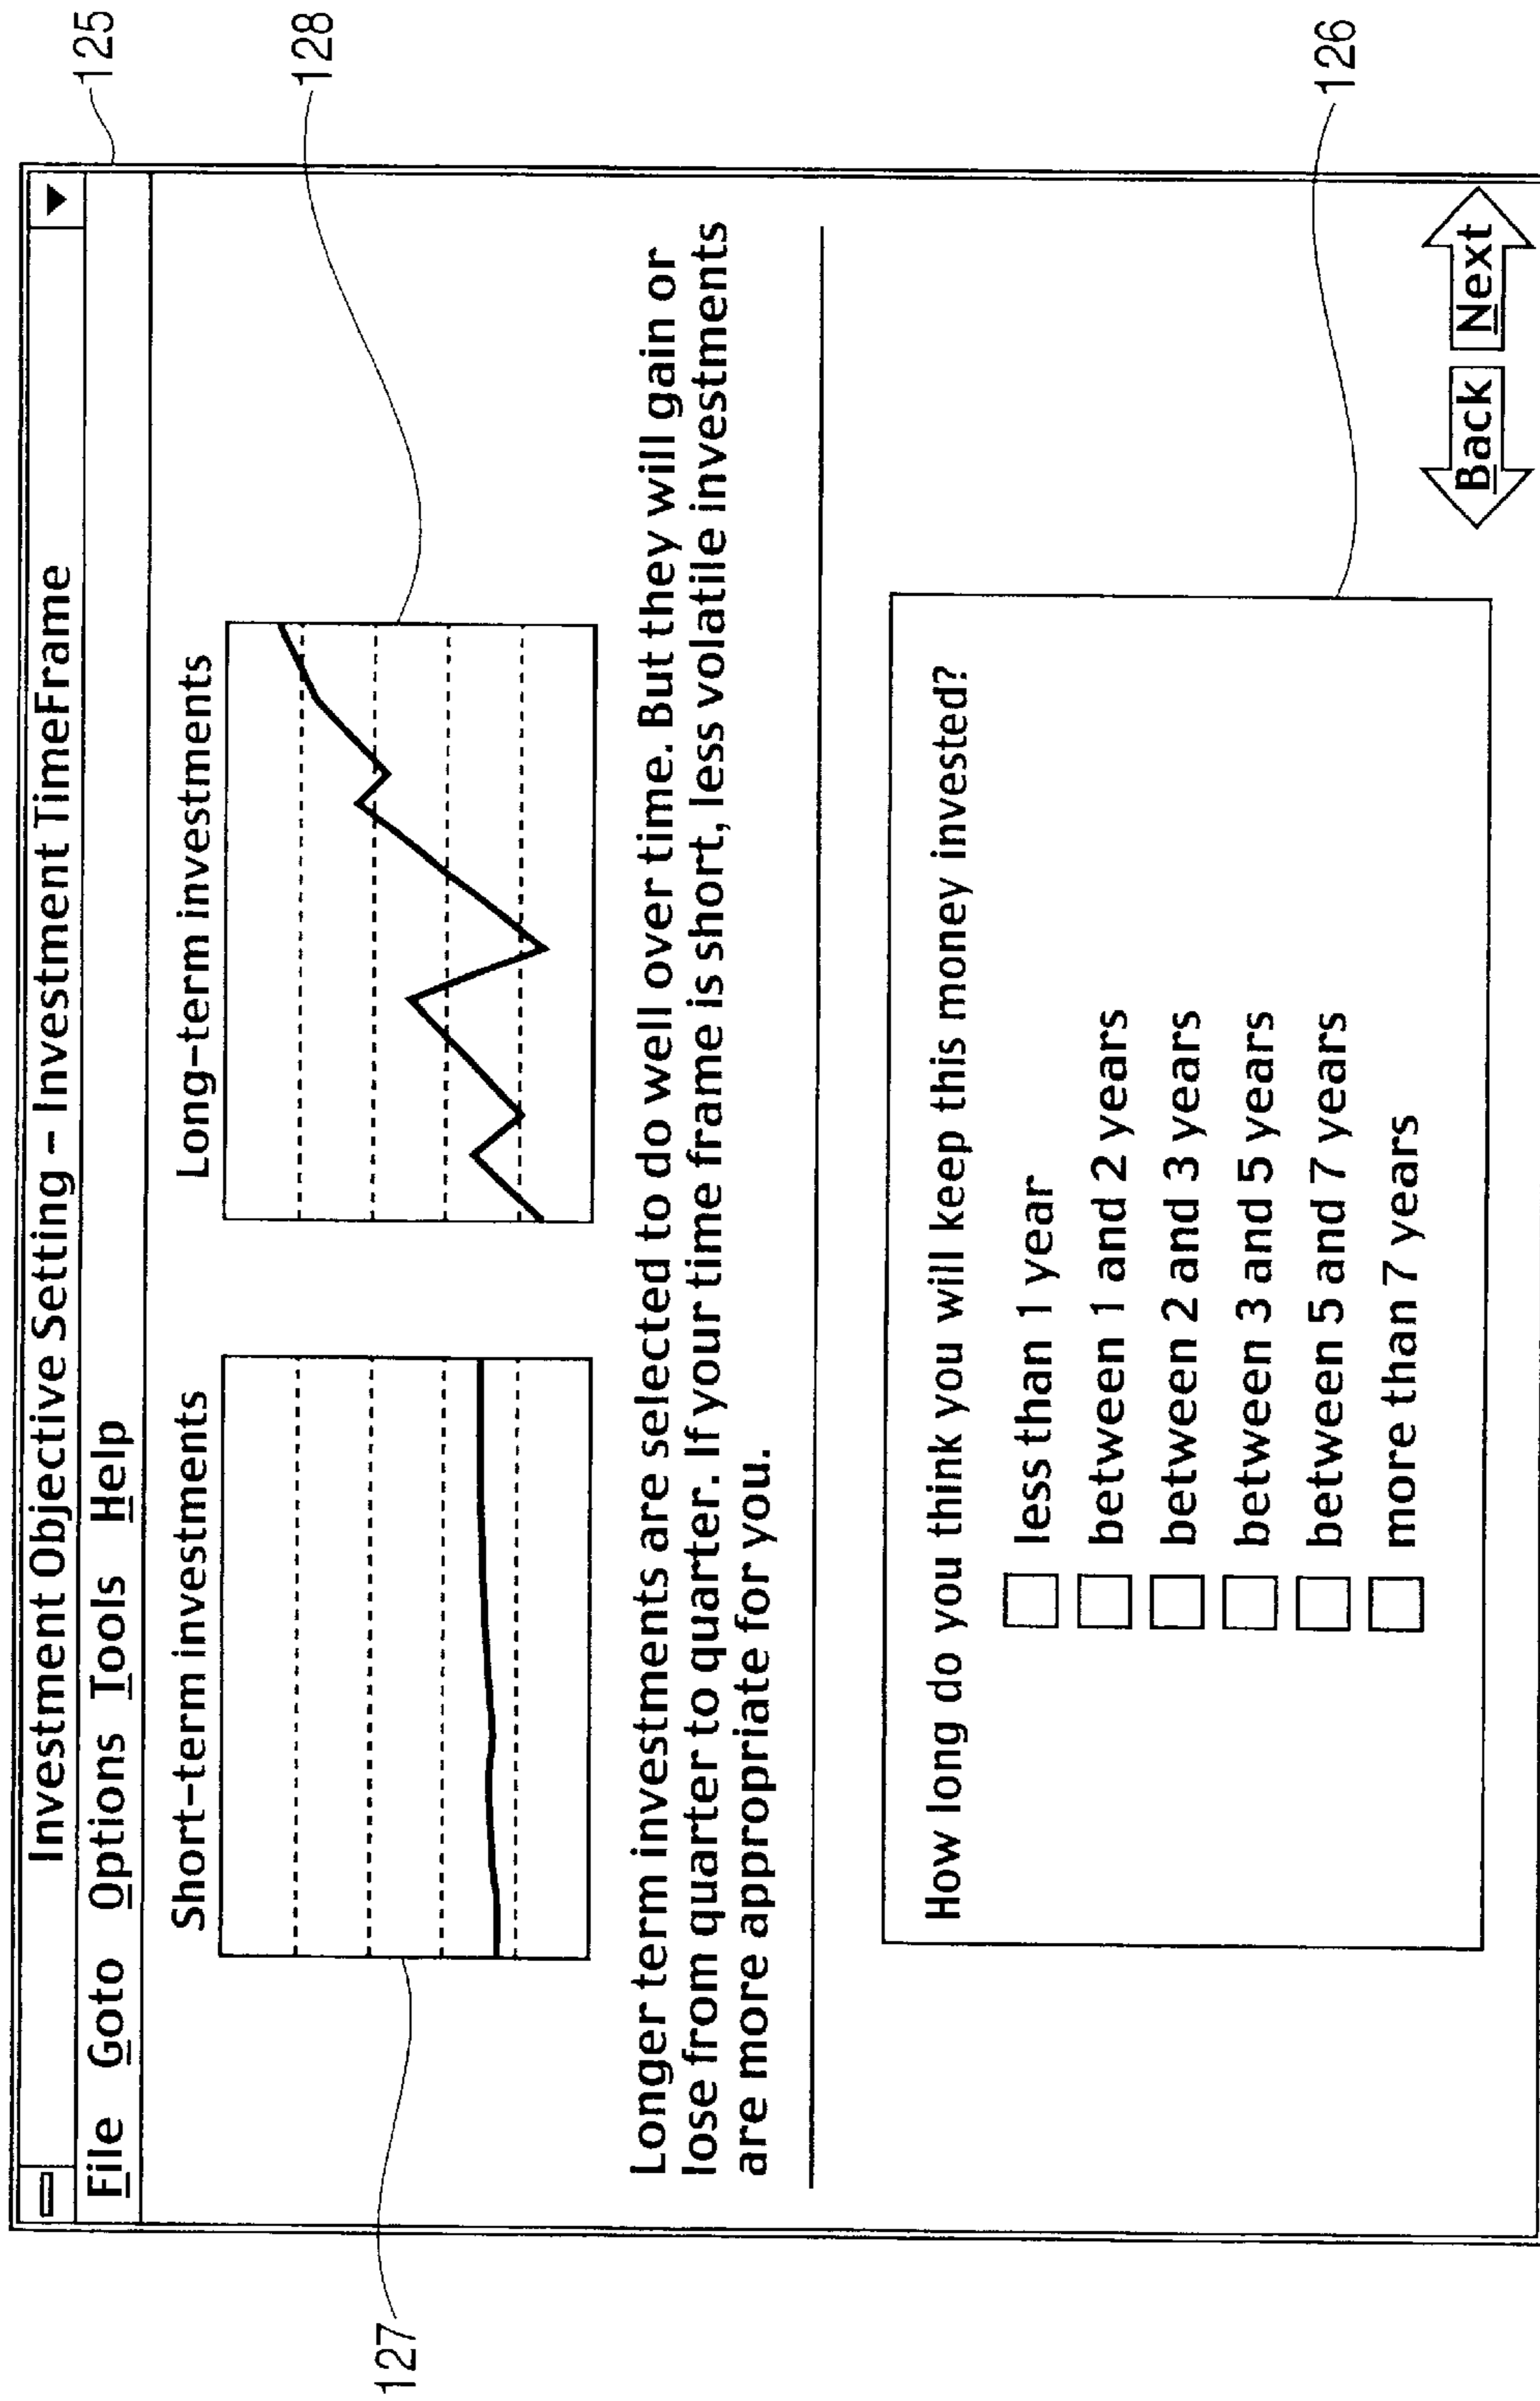 125
Investment Objective Setting – Investment TimeFrame
File Goto Options Tools Help
Short-term investments
Long-term investments
127
128
Longer term investments are selected to do well over time. But they will gain or
lose from quarter to quarter. If your time frame is short, less volatile investments
are more appropriate for you.
How long do you think you will keep this money invested?
less than 1 year
between 1 and 2 years
between 2 and 3 years
between 3 and 5 years
between 5 and 7 years
more than 7 years
126
Back Next